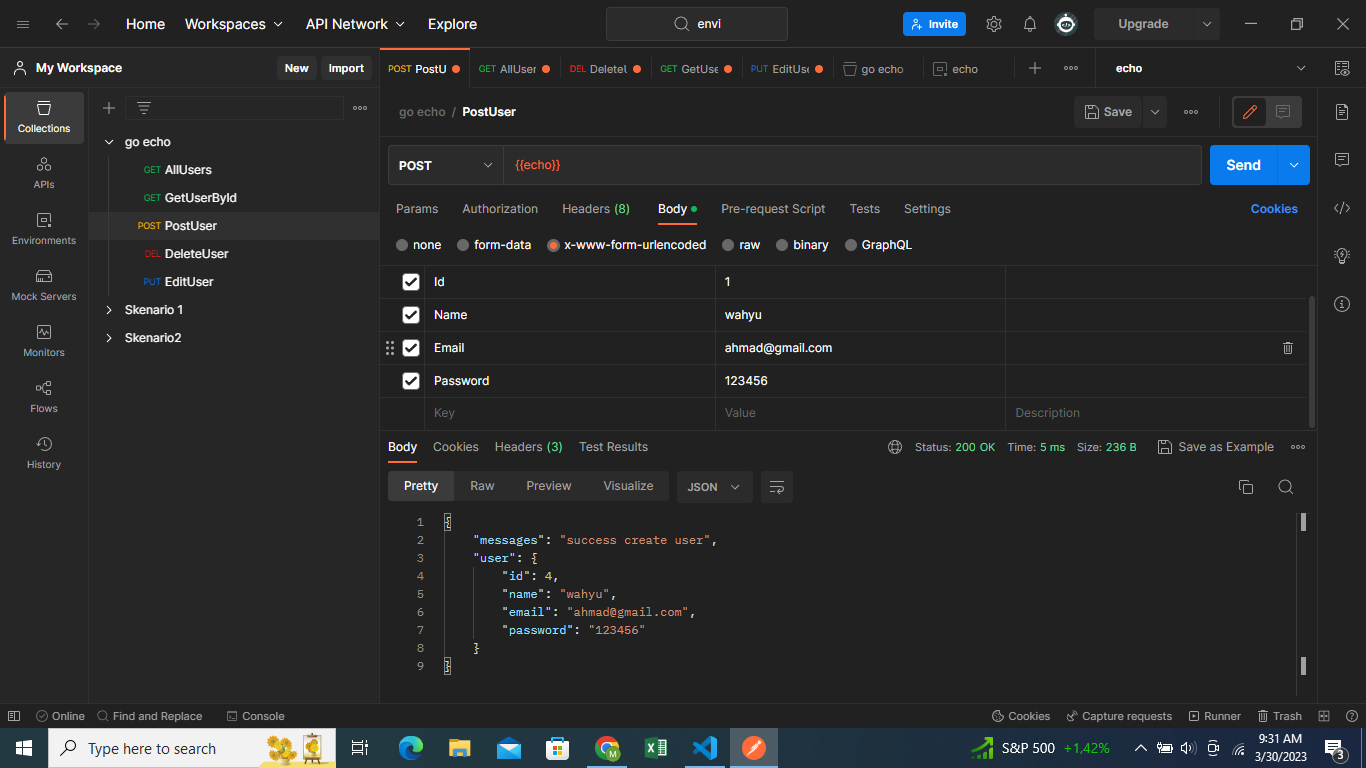 Home Workspaces API Network Explore envi Invite Upgrade
My Workspace New Import POST PostU GET AllUser DEL Deletel GET GetUse PUT EditUs go echo echo echo
go echo / PostUser Save
Collections
go echo
GET AllUsers
GET GetUserById
POST PostUser
DEL DeleteUser
PUT EditUser
Skenario 1
Skenario2
APIs
Environments
Mock Servers
Monitors
Flows
History
POST {{echo}} Send
Params Authorization Headers (8) Body Pre-request Script Tests Settings Cookies
none form-data x-www-form-urlencoded raw binary GraphQL
Id 1
Name wahyu
Email ahmad@gmail.com
Password 123456
Key Value Description
Body Cookies Headers (3) Test Results Status: 200 OK Time: 5 ms Size: 236 B Save as Example
Pretty Raw Preview Visualize JSON
1 {
2 "messages": "success create user",
3 "user": {
4 "id": 4,
5 "name": "wahyu",
6 "email": "ahmad@gmail.com",
7 "password": "123456"
8 }
9 }
Online Find and Replace Console Cookies Capture requests Runner Trash
Type here to search S&P 500 +1,42% 9:31 AM
3/30/2023 3